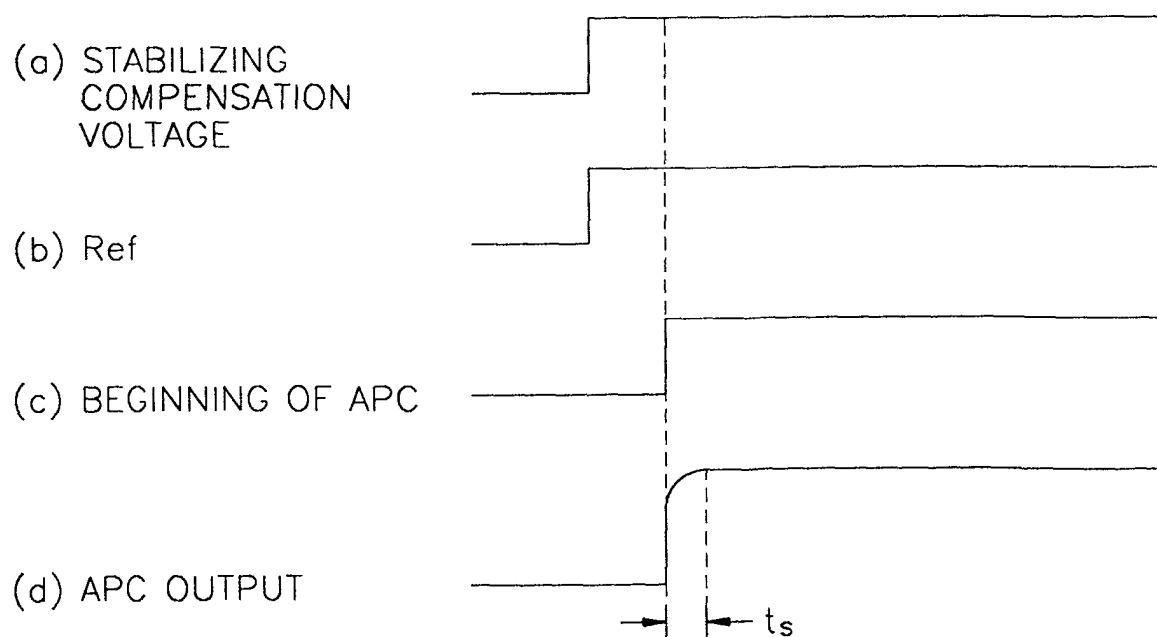 (a) STABILIZING
COMPENSATION
VOLTAGE
(b) Ref
(c) BEGINNING OF APC
(d) APC OUTPUT
ts